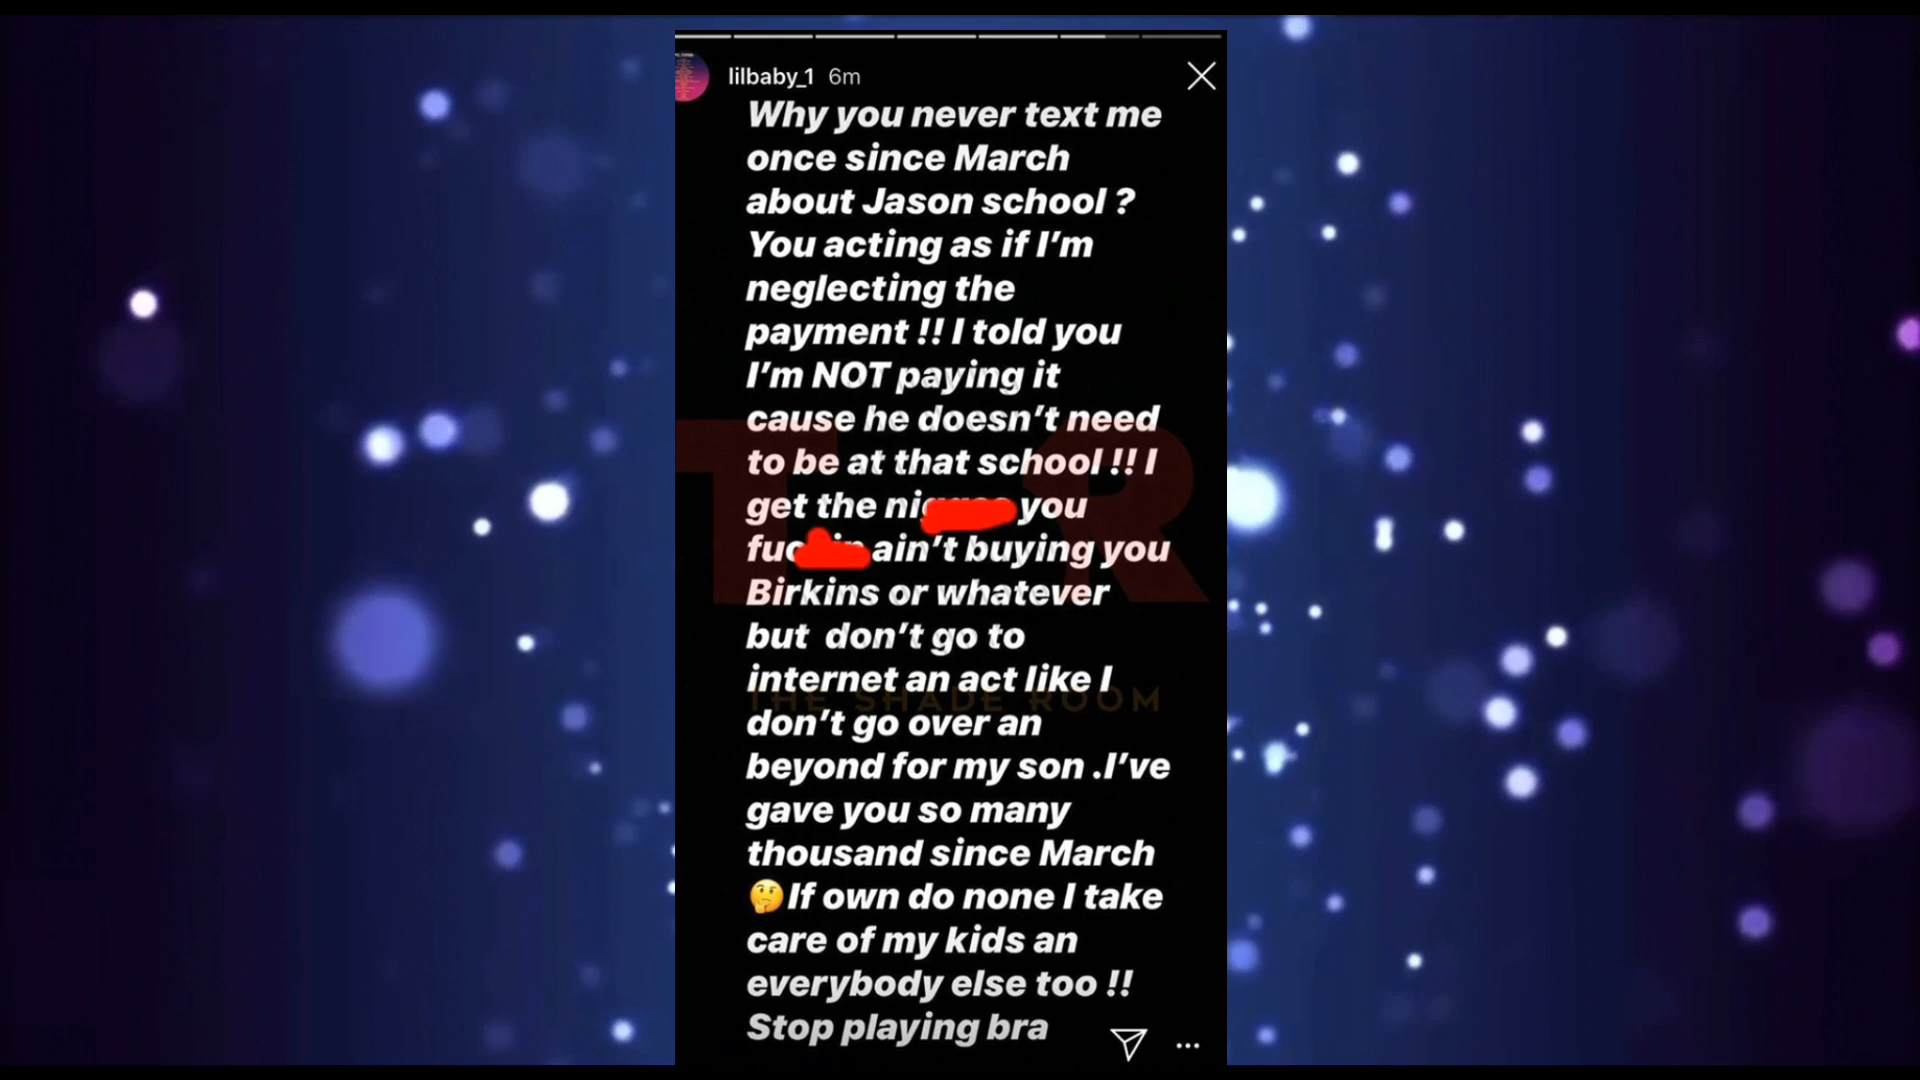 lilbaby_1 6m
Why you never text me
once since March
about Jason school ?
You acting as if I'm
neglecting the
payment !! I told you
I'm NOT paying it
cause he doesn't need
to be at that school !! I
get the you
ain't buying you
Birkins or whatever
but don't go to
internet an act like I
don't go over an
beyond for my son .I've
gave you so many
thousand since March
🤔If own do none I take
care of my kids an
everybody else too !!
Stop playing bra
TSR
THE SHADE ROOM